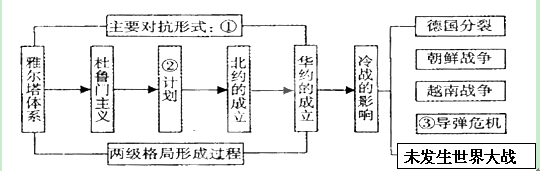 主要对抗形式：①
雅尔塔体系
杜鲁门主义
②计划
北约的成立
华约的成立
冷战的影响
两级格局形成过程
德国分裂
朝鲜战争
越南战争
③导弹危机
未发生世界大战